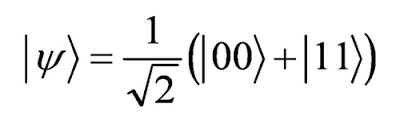 |ψ⟩ = 1/√2 (|00⟩ + |11⟩)